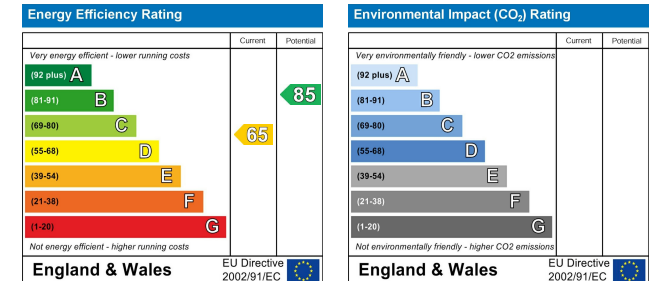 Energy Efficiency Rating
Current Potential
Very energy efficient - lower running costs
(92 plus) A
(81-91) B
85
(69-80) C
65
(55-68) D
(39-54) E
(21-38) F
(1-20) G
Not energy efficient - higher running costs
England & Wales
EU Directive
2002/91/EC
Environmental Impact (CO₂) Rating
Current Potential
Very environmentally friendly - lower CO2 emissions
(92 plus) A
(81-91) B
(69-80) C
(55-68) D
(39-54) E
(21-38) F
(1-20) G
Not environmentally friendly - higher CO2 emissions
England & Wales
EU Directive
2002/91/EC